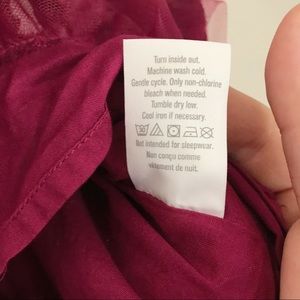 Turn inside out.
Machine wash cold.
Gentle cycle. Only non-chlorine
bleach when needed.
Tumble dry low.
Cool iron if necessary.
Not intended for sleepwear.
Non conçu comme
vêtement de nuit.